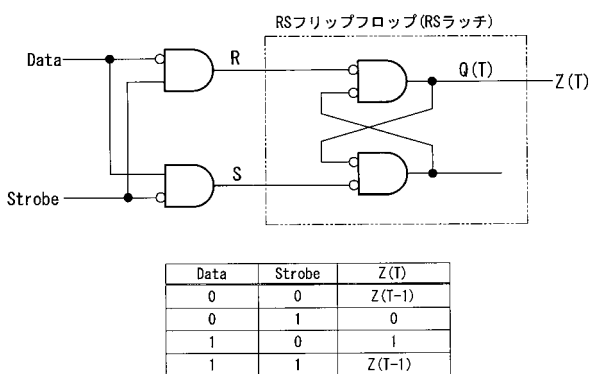 RSフリップフロップ(RSラッチ)
Data
R
Q(T)
Z(T)
S
Strobe
Data Strobe Z(T)
0 0 Z(T-1)
0 1 0
1 0 1
1 1 Z(T-1)